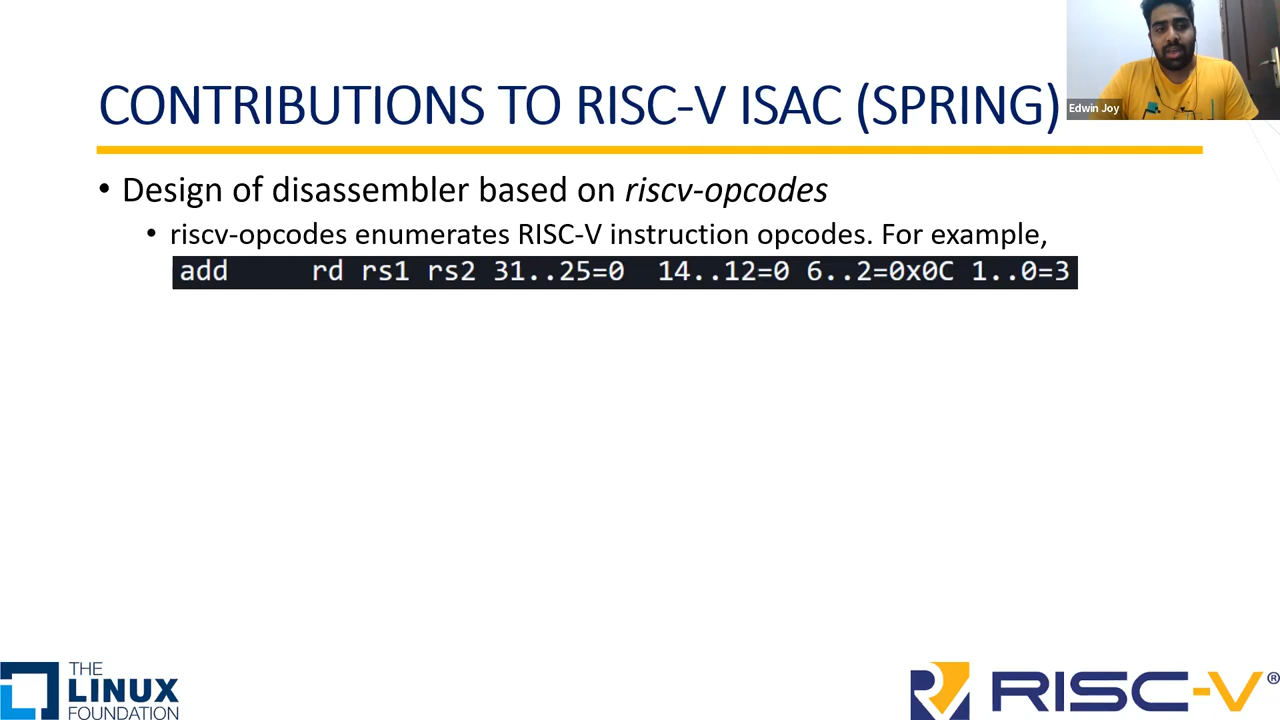 CONTRIBUTIONS TO RISC-V ISAC (SPRING)
Edwin Joy
• Design of disassembler based on riscv-opcodes
• riscv-opcodes enumerates RISC-V instruction opcodes. For example,
add rd rs1 rs2 31..25=0 14..12=0 6..2=0x0C 1..0=3
THE
LINUX
FOUNDATION
RISC-V®